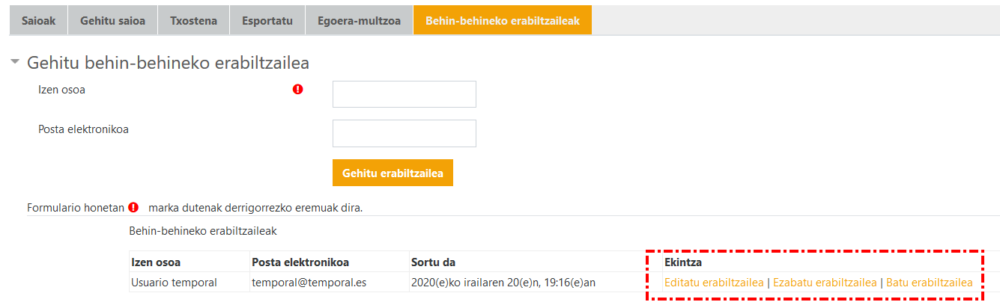 Saioak Gehitu saioa Txostena Esportatu Egoera-multzoa Behin-behineko erabiltzaileak
Gehitu behin-behineko erabiltzailea
Izen osoa
Posta elektronikoa
Gehitu erabiltzailea
Formulario honetan marka dutenak derrigorrezko eremuak dira.
Behin-behineko erabiltzaileak
Izen osoa Posta elektronikoa Sortu da Ekintza
Usuario temporal temporal@temporal.es 2020(e)ko irailaren 20(e)n, 19:16(e)an Editatu erabiltzailea | Ezabatu erabiltzailea | Batu erabiltzailea